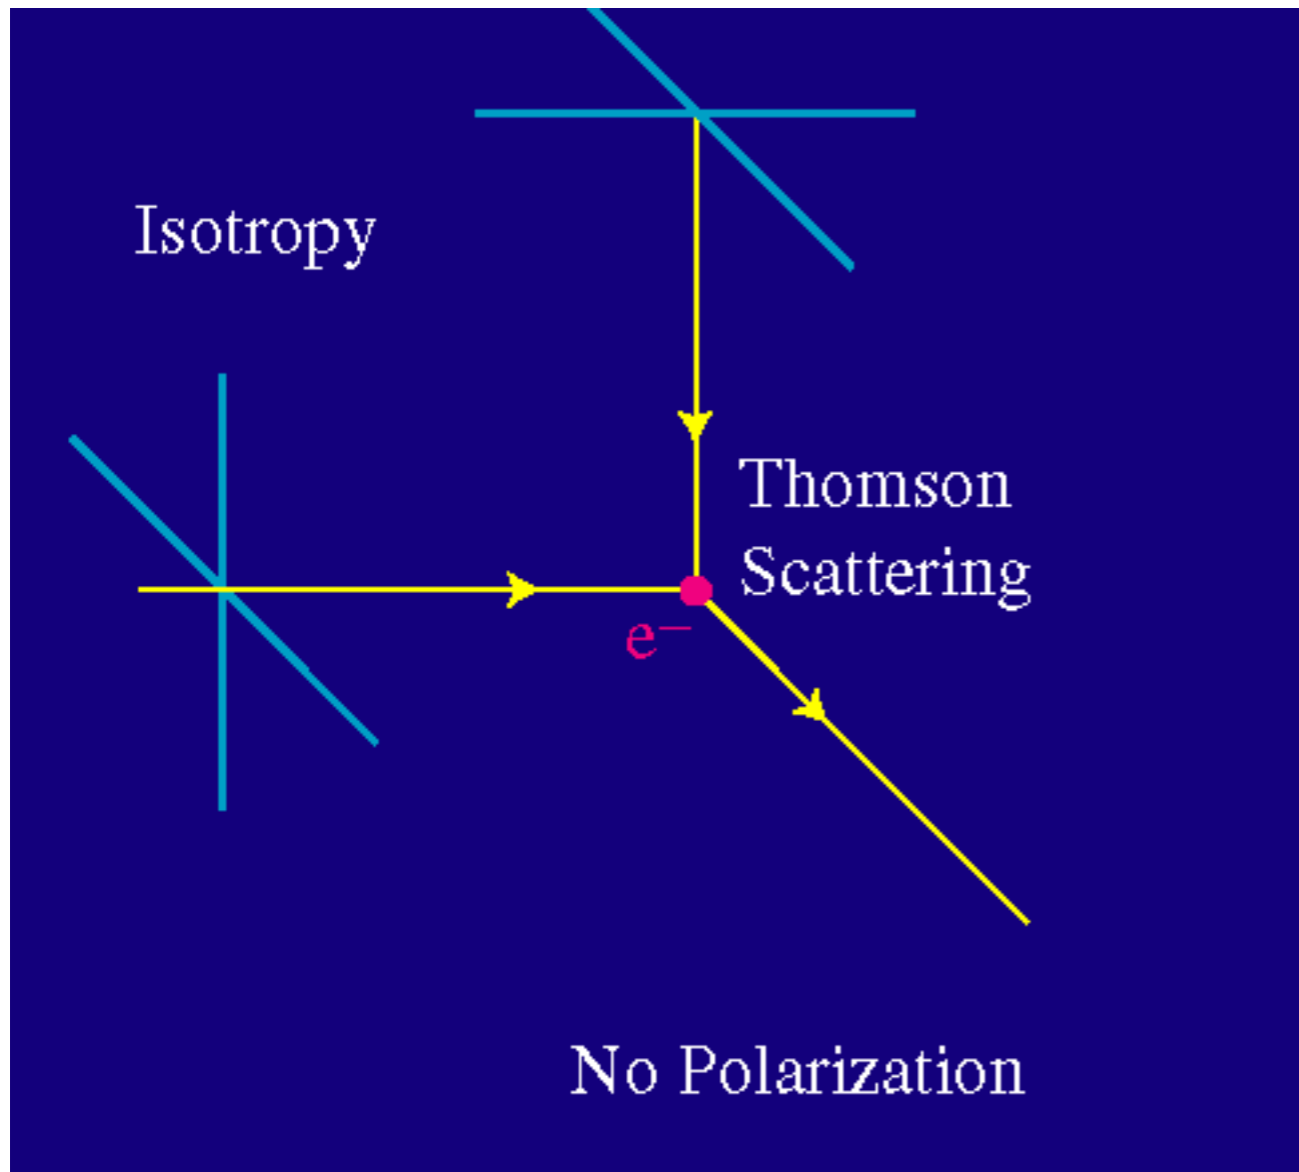 Isotropy
Thomson
Scattering
e−
No Polarization